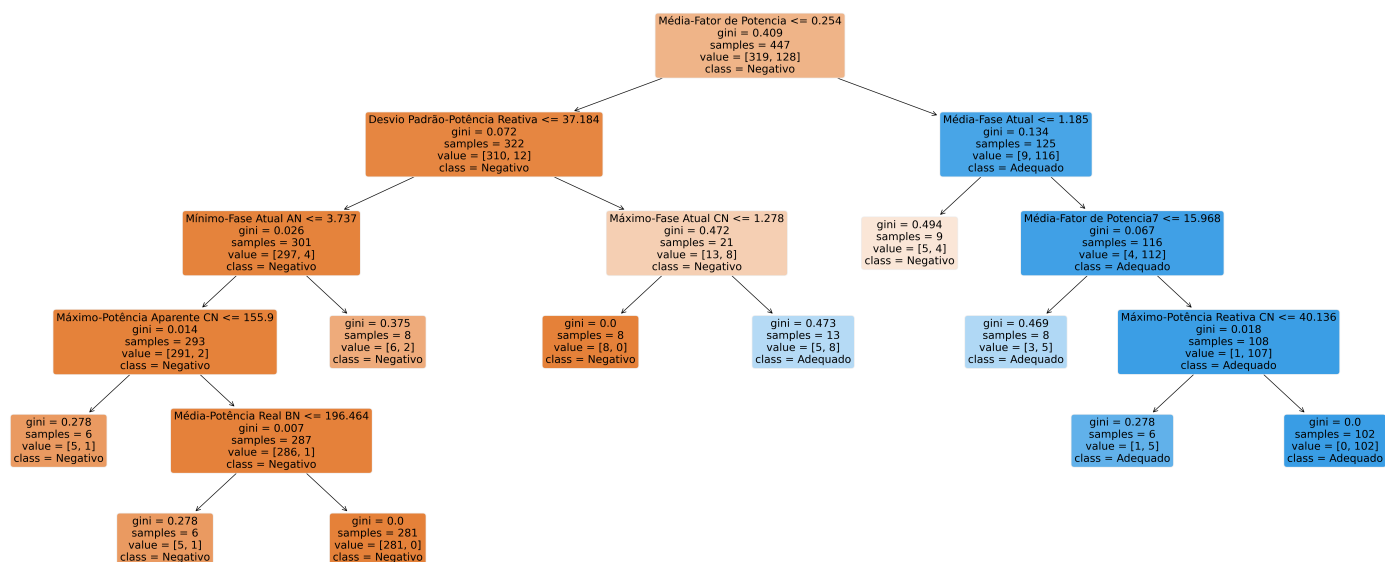 Média-Fator de Potencia <= 0.254
gini = 0.409
samples = 447
value = [319, 128]
class = Negativo
Desvio Padrão-Potência Reativa <= 37.184
gini = 0.072
samples = 322
value = [310, 12]
class = Negativo
Média-Fase Atual <= 1.185
gini = 0.134
samples = 125
value = [9, 116]
class = Adequado
Mínimo-Fase Atual AN <= 3.737
gini = 0.026
samples = 301
value = [297, 4]
class = Negativo
Máximo-Fase Atual CN <= 1.278
gini = 0.472
samples = 21
value = [13, 8]
class = Negativo
gini = 0.494
samples = 9
value = [5, 4]
class = Negativo
Média-Fator de Potencia7 <= 15.968
gini = 0.067
samples = 116
value = [4, 112]
class = Adequado
Máximo-Potência Aparente CN <= 155.9
gini = 0.014
samples = 293
value = [291, 2]
class = Negativo
gini = 0.375
samples = 8
value = [6, 2]
class = Negativo
gini = 0.0
samples = 8
value = [8, 0]
class = Negativo
gini = 0.473
samples = 13
value = [5, 8]
class = Adequado
gini = 0.469
samples = 8
value = [3, 5]
class = Adequado
Máximo-Potência Reativa CN <= 40.136
gini = 0.018
samples = 108
value = [1, 107]
class = Adequado
gini = 0.278
samples = 6
value = [5, 1]
class = Negativo
Média-Potência Real BN <= 196.464
gini = 0.007
samples = 287
value = [286, 1]
class = Negativo
gini = 0.278
samples = 6
value = [1, 5]
class = Adequado
gini = 0.0
samples = 102
value = [0, 102]
class = Adequado
gini = 0.278
samples = 6
value = [5, 1]
class = Negativo
gini = 0.0
samples = 281
value = [281, 0]
class = Negativo